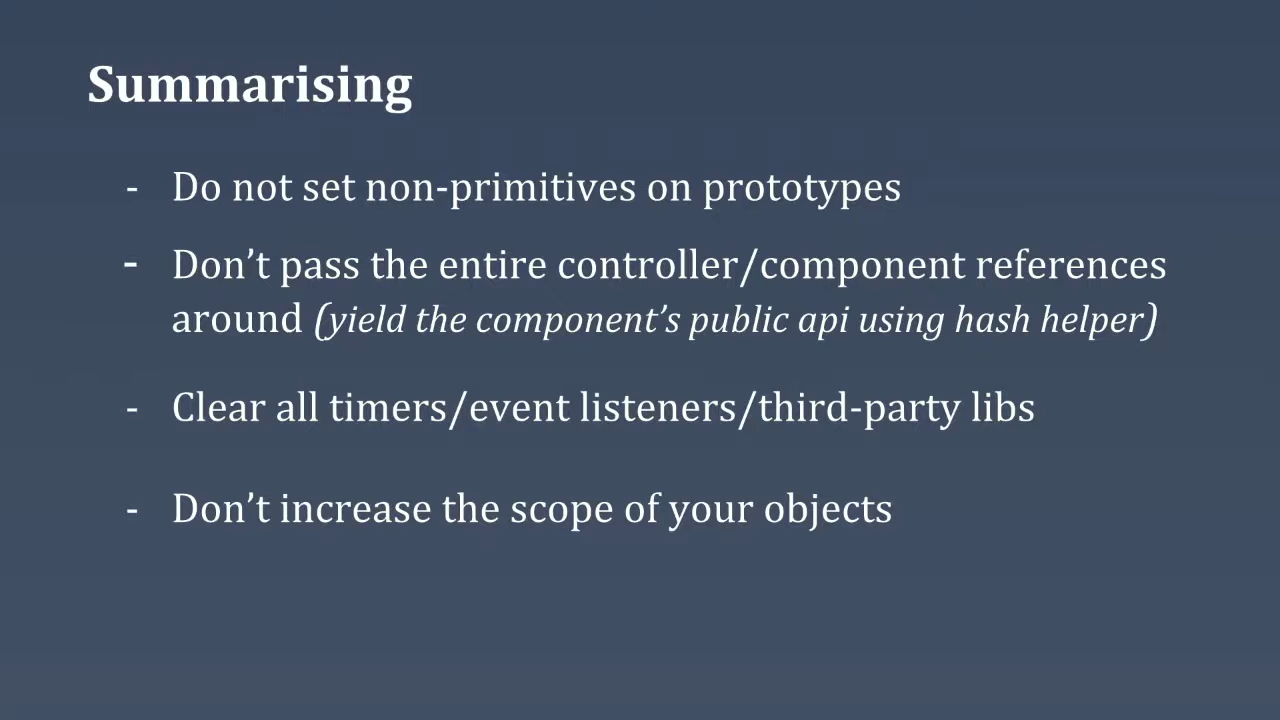 Summarising
- Do not set non-primitives on prototypes
- Don’t pass the entire controller/component references
around (yield the component’s public api using hash helper)
- Clear all timers/event listeners/third-party libs
- Don’t increase the scope of your objects